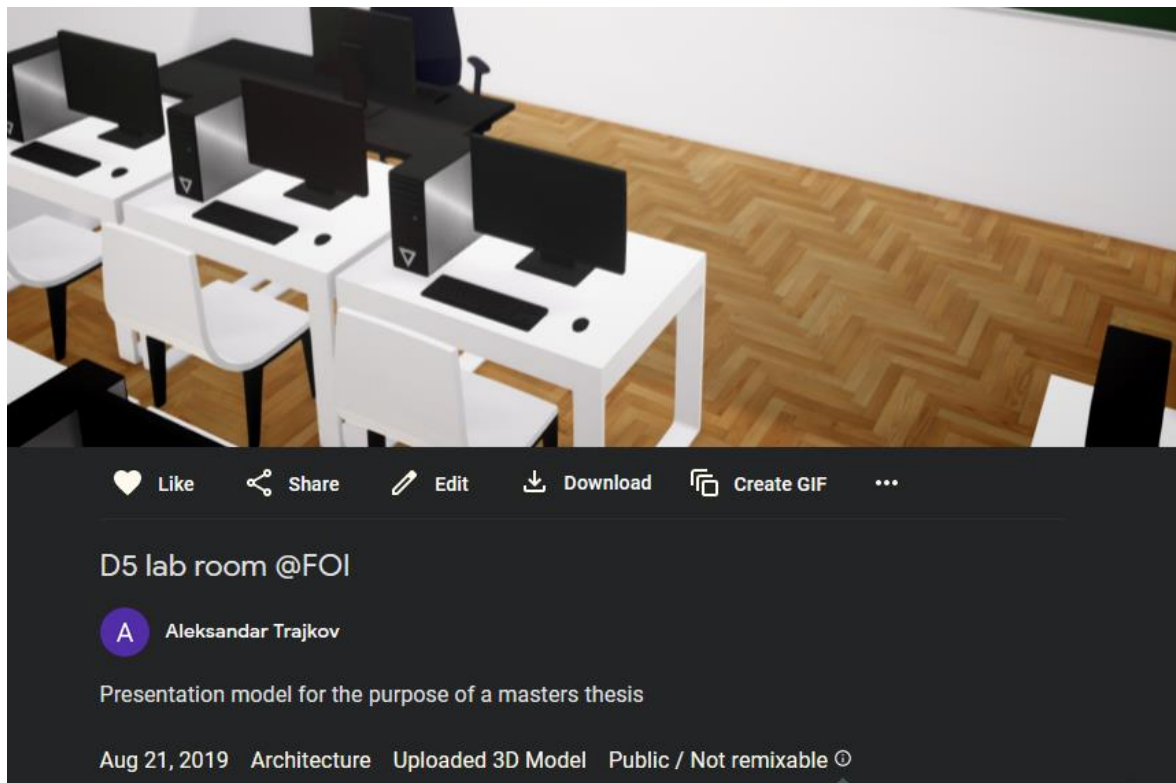 Like Share Edit Download Create GIF
D5 lab room @FOI
A Aleksandar Trajkov
Presentation model for the purpose of a masters thesis
Aug 21, 2019 Architecture Uploaded 3D Model Public / Not remixable